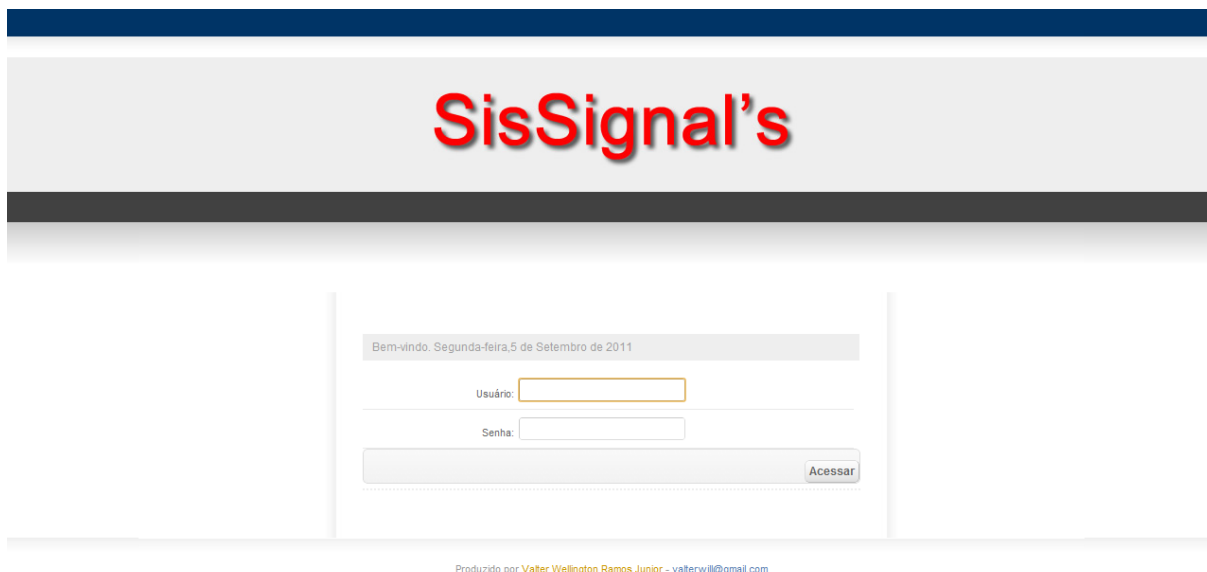 SisSignal’s
Bem-vindo. Segunda-feira,5 de Setembro de 2011
Usuário:
Senha:
Acessar
Produzido por Valter Wellington Ramos Junior - valterwill@gmail.com